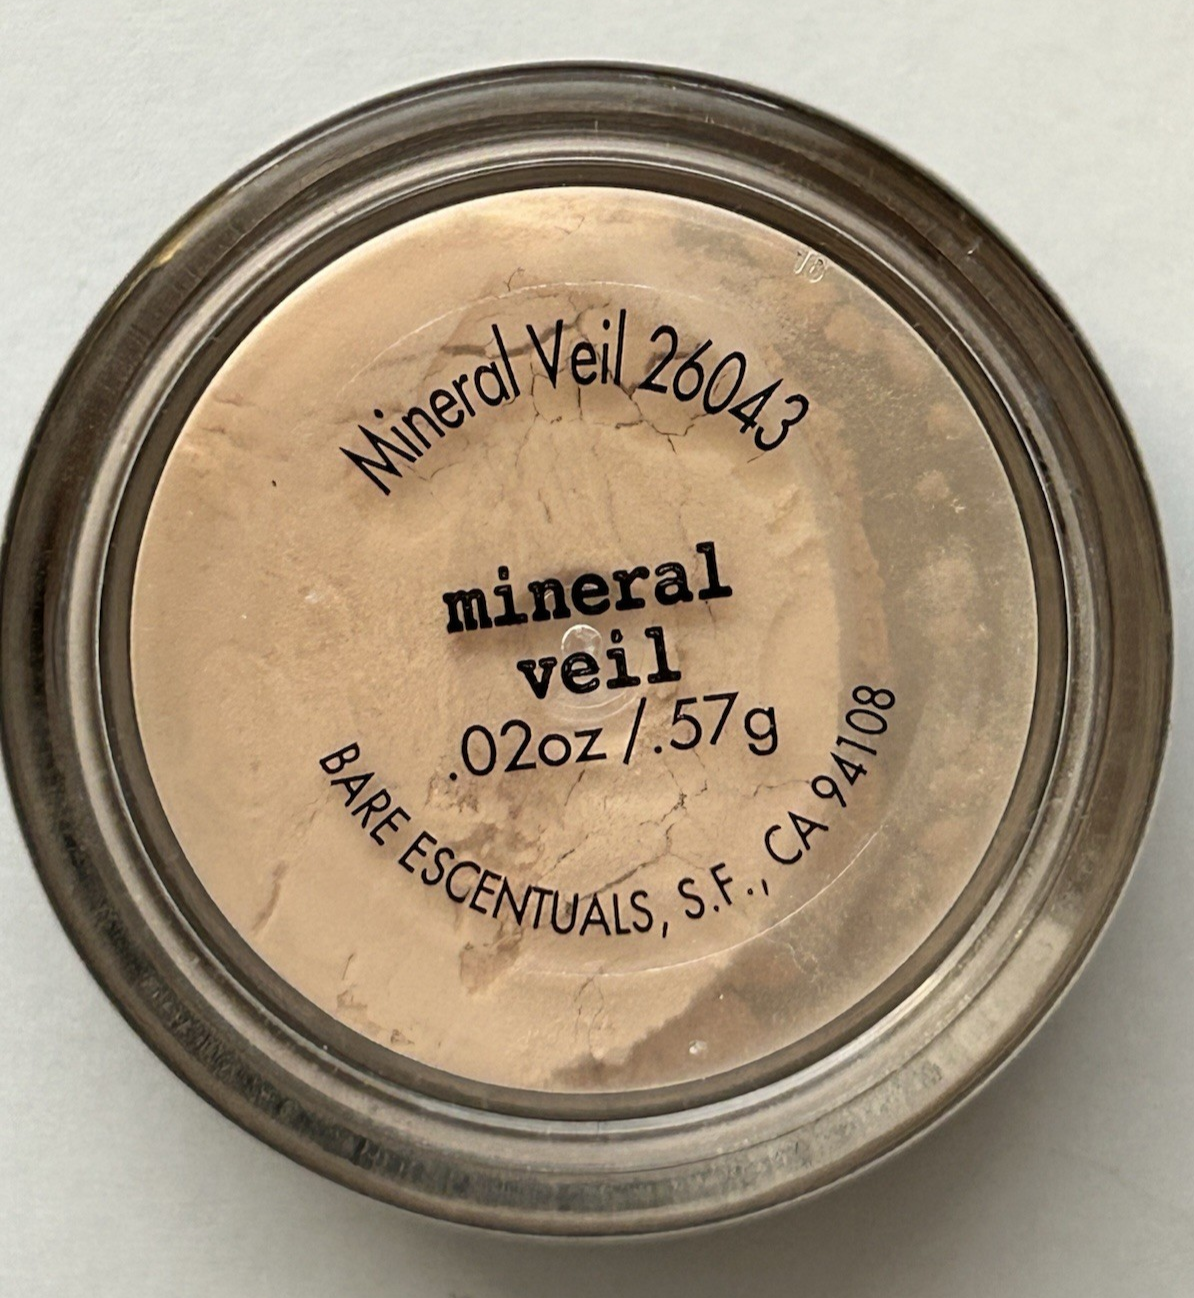 Mineral Veil 26043
mineral
veil
.02oz/.57g
BARE ESCENTUALS, S.F., CA 94108